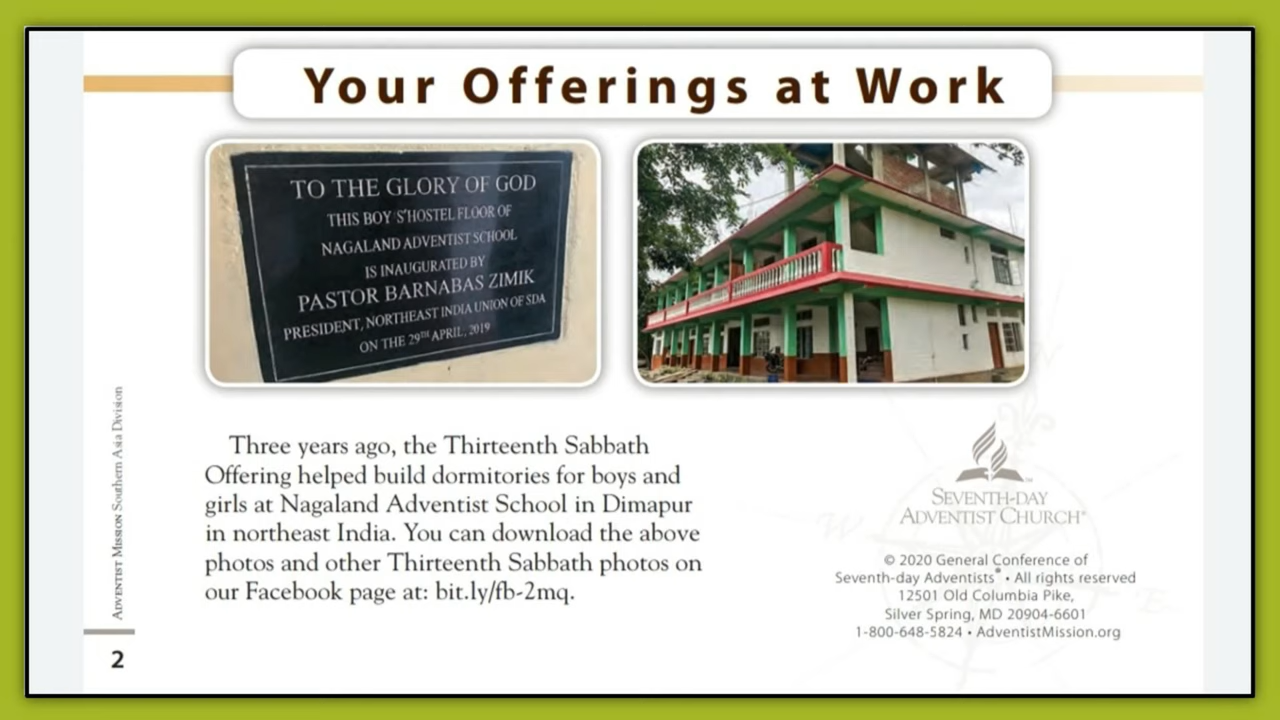 Your Offerings at Work
TO THE GLORY OF GOD
THIS BOY'S'HOSTEL FLOOR OF
NAGALAND ADVENTIST SCHOOL
IS INAUGURATED BY
PASTOR BARNABAS ZIMIK
PRESIDENT, NORTHEAST INDIA UNION OF SDA
ON THE 29TH APRIL, 2019
Three years ago, the Thirteenth Sabbath
Offering helped build dormitories for boys and
girls at Nagaland Adventist School in Dimapur
in northeast India. You can download the above
photos and other Thirteenth Sabbath photos on
our Facebook page at: bit.ly/fb-2mq.
SEVENTH-DAY
ADVENTIST CHURCH®
© 2020 General Conference of
Seventh-day Adventists® • All rights reserved
12501 Old Columbia Pike,
Silver Spring, MD 20904-6601
1-800-648-5824 • AdventistMission.org
ADVENTIST MISSION Southern Asia Division
2
N
W
E